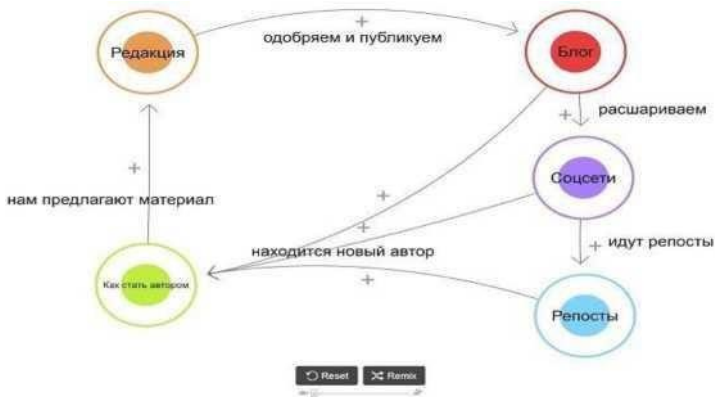 Редакция
одобряем и публикуем
Блог
+
+
расшариваем
+
Соцсети
нам предлагают материал
+
+
находится новый автор
+
идут репосты
Как стать автором
+
Репосты
Reset
Remix